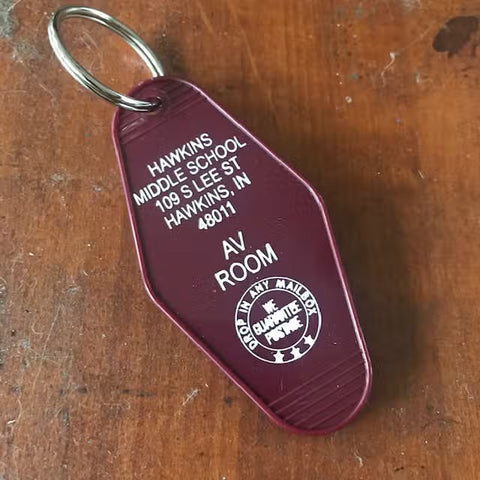 HAWKINS
MIDDLE SCHOOL
109 S LEE ST
HAWKINS, IN
48011
AV
ROOM
DROP IN ANY MAILBOX
WE
GUARANTEE
POSTAGE